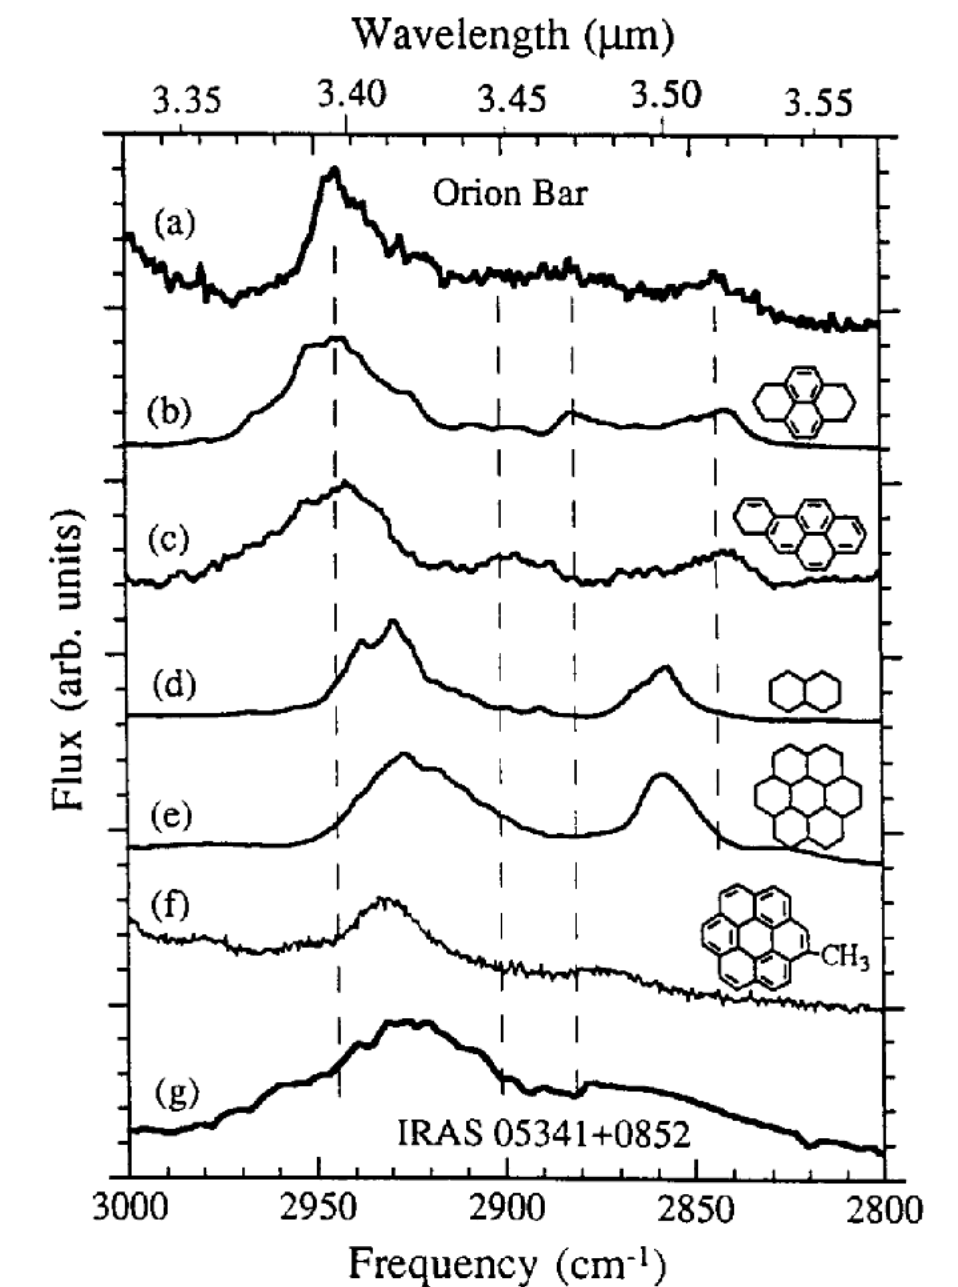 Wavelength (µm)
3.35 3.40 3.45 3.50 3.55
Orion Bar
(a)
(b)
(c)
(d)
(e)
(f)
CH3
(g)
IRAS 05341+0852
3000 2950 2900 2850 2800
Frequency (cm-1)
Flux (arb. units)